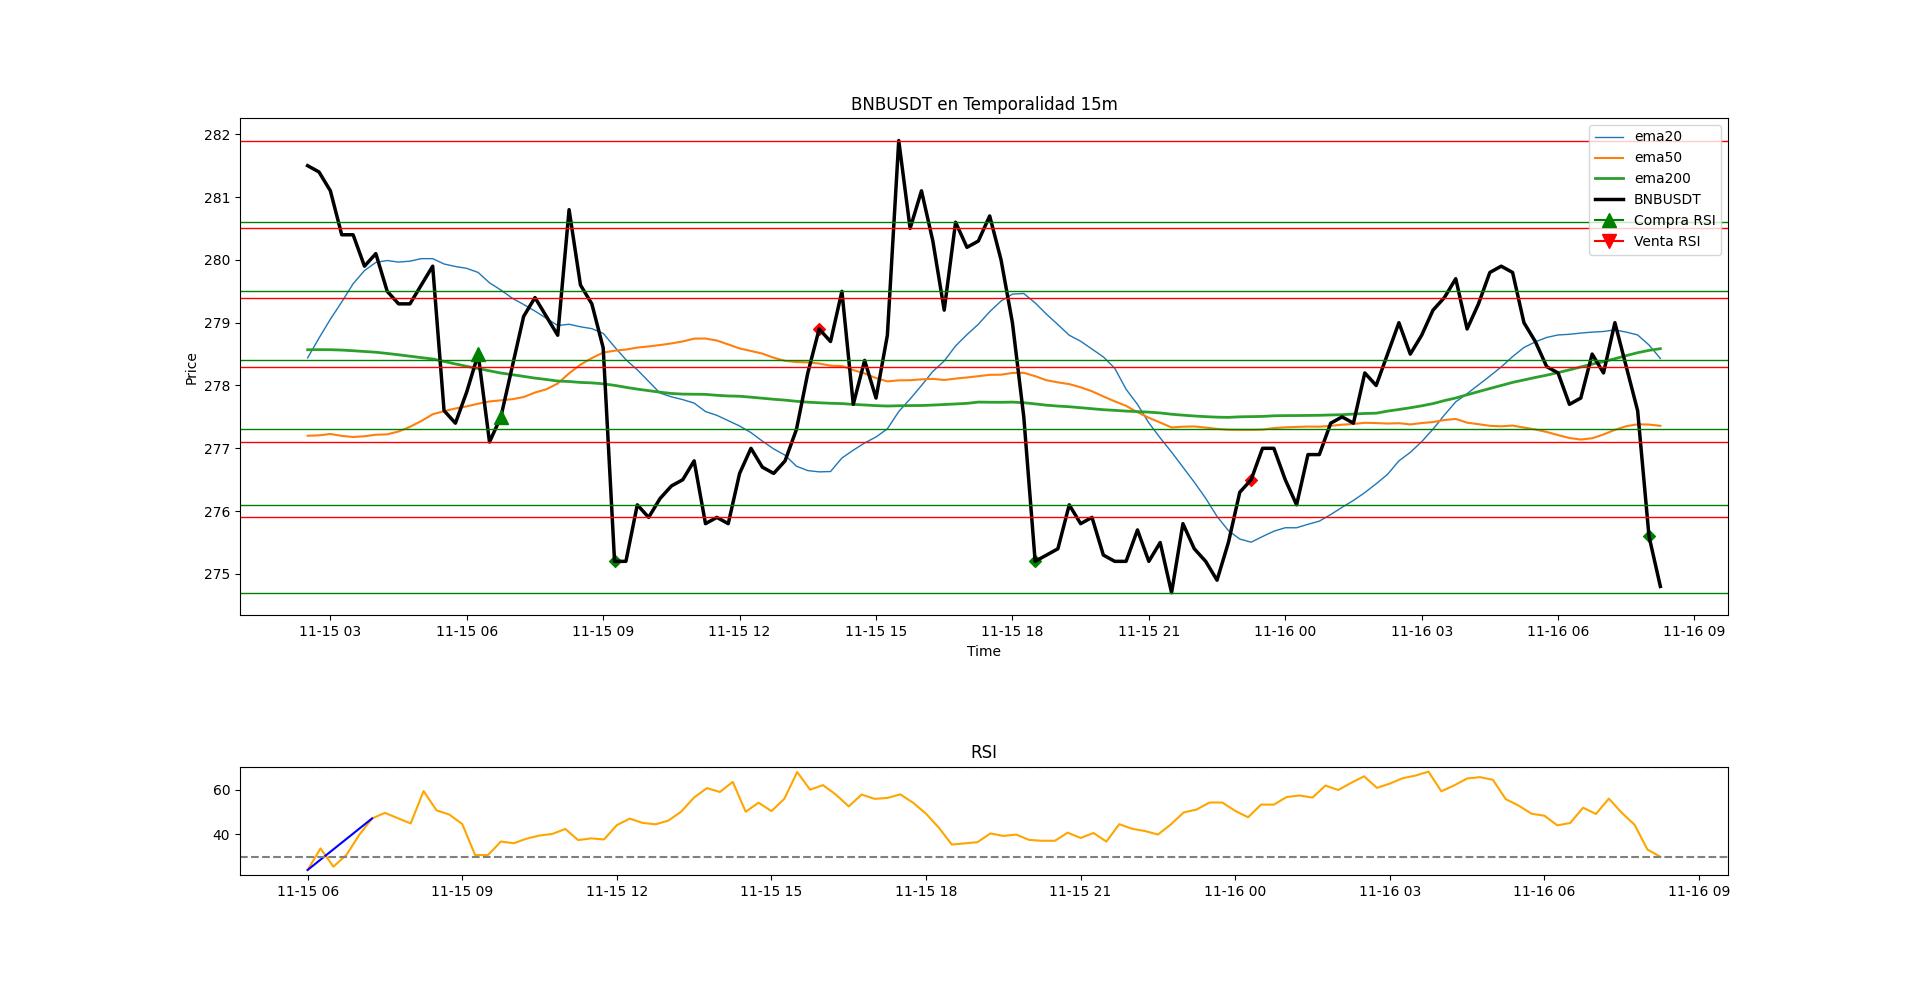 BNBUSDT en Temporalidad 15m
282
281
280
279
278
277
276
275
Price
ema20
ema50
ema200
BNBUSDT
Compra RSI
Venta RSI
11-15 03 11-15 06 11-15 09 11-15 12 11-15 15 11-15 18 11-15 21 11-16 00 11-16 03 11-16 06 11-16 09
Time
RSI
60
40
11-15 06 11-15 09 11-15 12 11-15 15 11-15 18 11-15 21 11-16 00 11-16 03 11-16 06 11-16 09